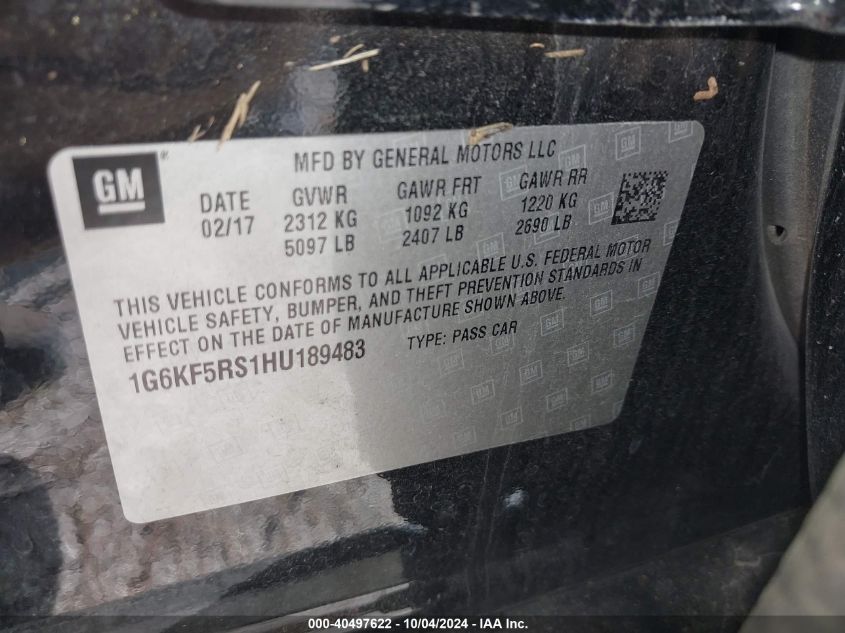 GM ®
MFD BY GENERAL MOTORS LLC
DATE GVWR GAWR FRT GAWR RR
02/17 2312 KG 1092 KG 1220 KG
5097 LB 2407 LB 2690 LB
THIS VEHICLE CONFORMS TO ALL APPLICABLE U.S. FEDERAL MOTOR
VEHICLE SAFETY, BUMPER, AND THEFT PREVENTION STANDARDS IN
EFFECT ON THE DATE OF MANUFACTURE SHOWN ABOVE.
1G6KF5RS1HU189483 TYPE: PASS CAR
000-40497622 - 10/04/2024 - IAA Inc.